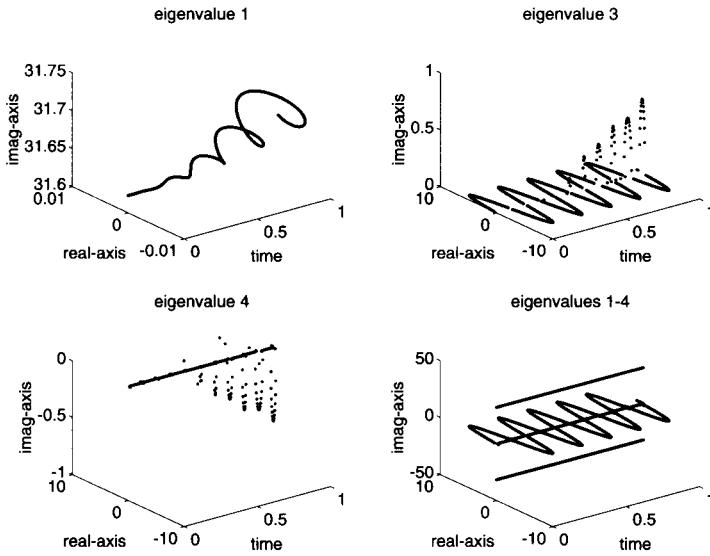 eigenvalue 1
31.75
31.7
31.65
31.6
0.01
0
-0.01
0
0.5
1
imag-axis
real-axis
time
eigenvalue 3
1
0.5
0
10
0
-10
0
0.5
imag-axis
real-axis
time
eigenvalue 4
0
-0.5
-1
10
0
-10
0
0.5
1
imag-axis
real-axis
time
eigenvalues 1-4
50
0
-50
10
0
-10
0
0.5
imag-axis
real-axis
time